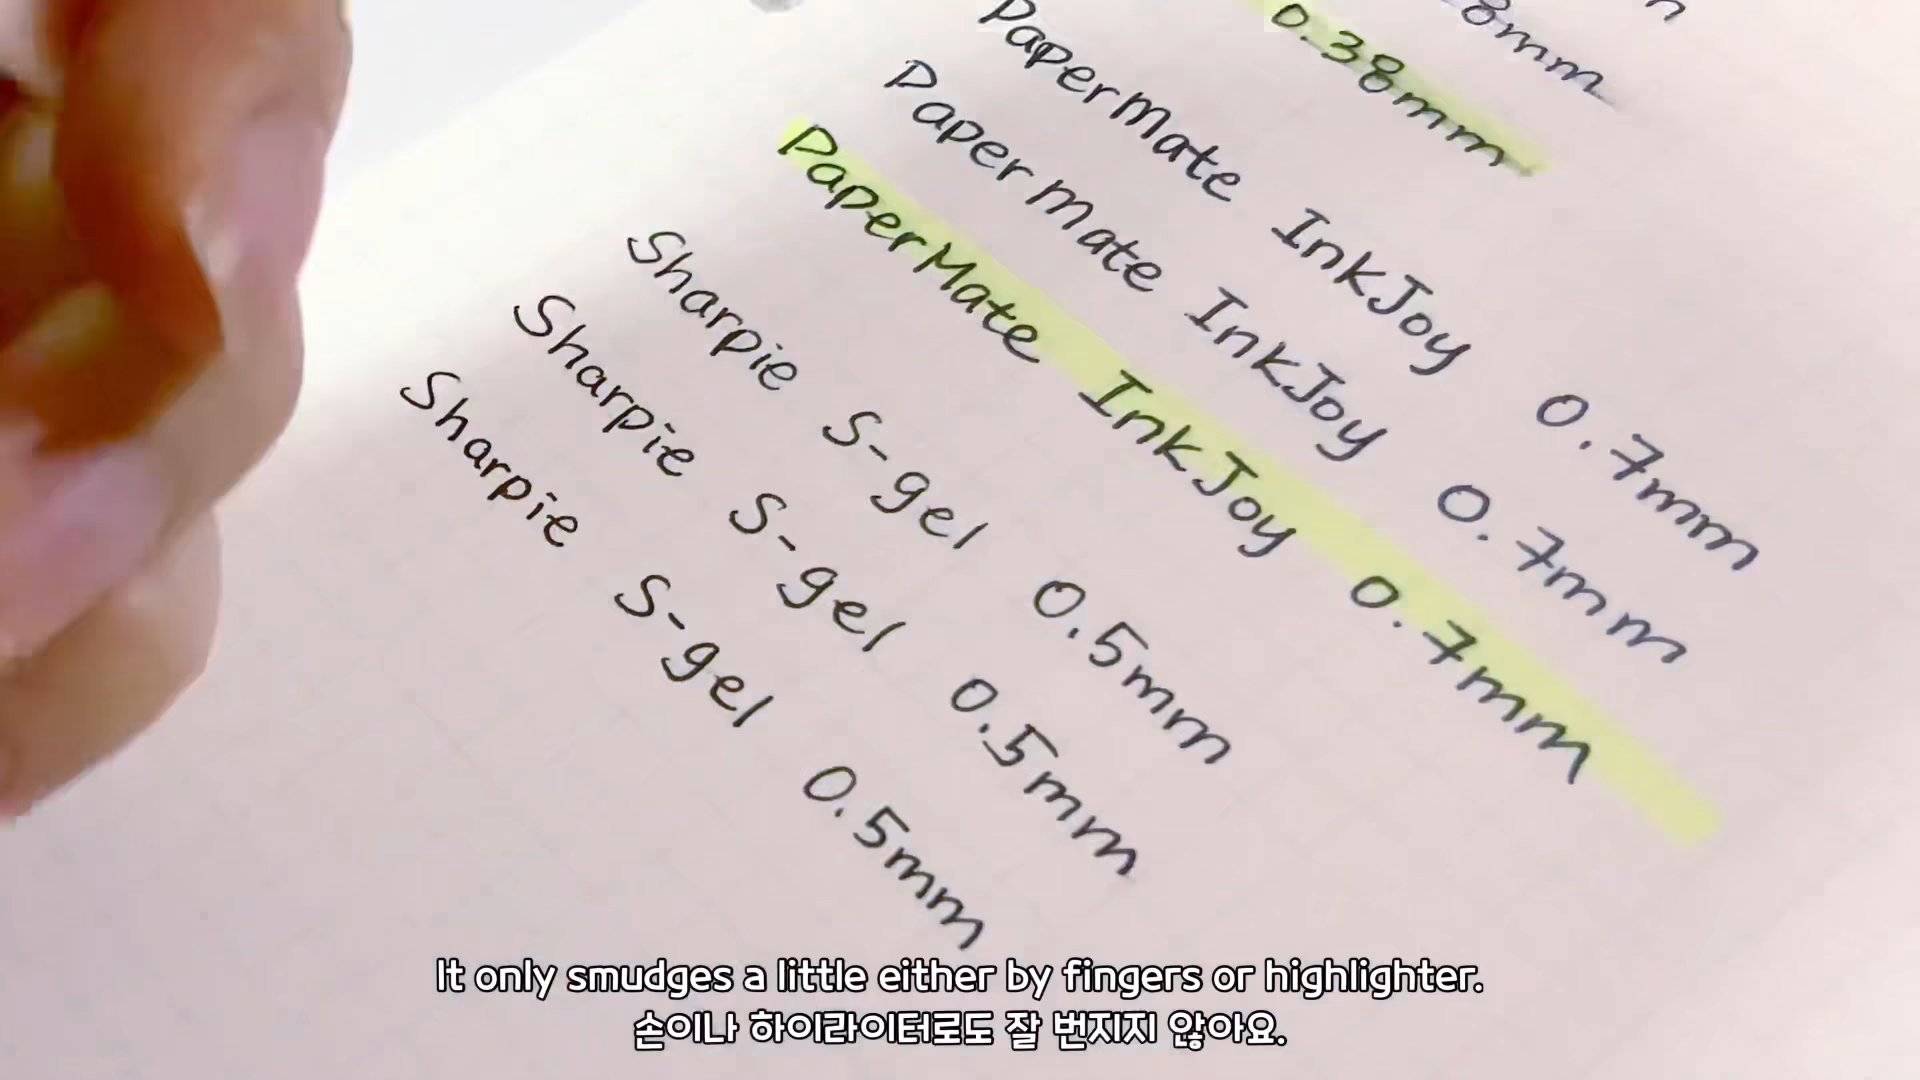 8mm
0.38mm
PaperMate InkJoy 0.7mm
Papermate InkJoy 0.7mm
PaperMate InkJoy 0.7mm
Sharpie S-gel 0.5mm
Sharpie S-gel 0.5mm
Sharpie S-gel 0.5mm
It only smudges a little either by fingers or highlighter.
손이나 하이라이터로도 잘 번지지 않아요.